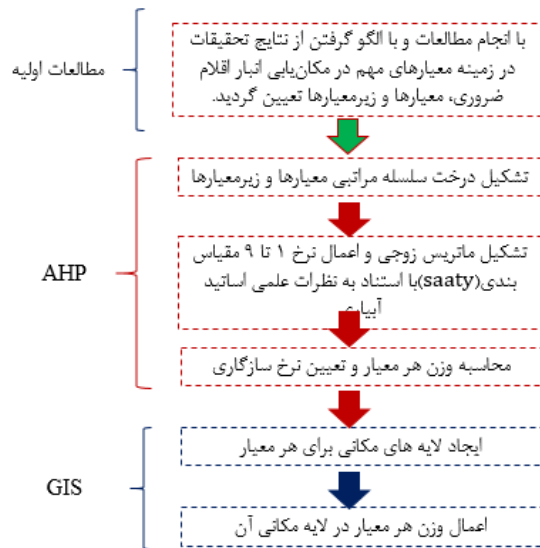 با انجام مطالعات و با الگو گرفتن از نتایج تحقیقات
در زمینه معیارهای مهم در مکان‌یابی انبار اقلام
ضروری، معیارها و زیرمعیارها تعیین گردید.
مطالعات اولیه
تشکیل درخت سلسله مراتبی معیارها و زیرمعیارها
تشکیل ماتریس زوجی و اعمال نرخ ۱ تا ۹ مقیاس
بندی(saaty)با استناد به نظرات علمی اساتید
آبیاری
محاسبه وزن هر معیار و تعیین نرخ سازگاری
AHP
ایجاد لایه های مکانی برای هر معیار
اعمال وزن هر معیار در لایه مکانی آن
GIS